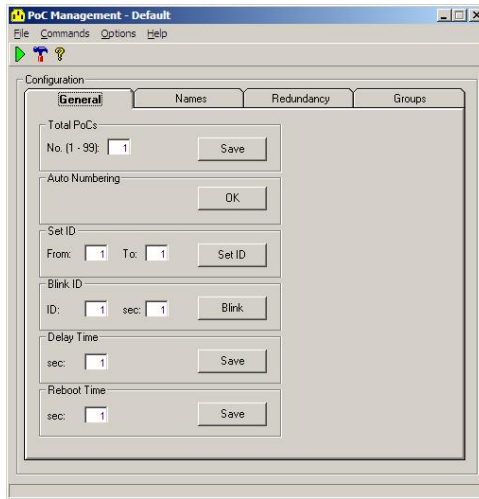 PoC Management - Default
File Commands Options Help
Configuration
General Names Redundancy Groups
Total PoCs
No. (1 - 99): 1 Save
Auto Numbering
OK
Set ID
From: 1 To: 1 Set ID
Blink ID
ID: 1 sec: 1 Blink
Delay Time
sec: 1 Save
Reboot Time
sec: 1 Save